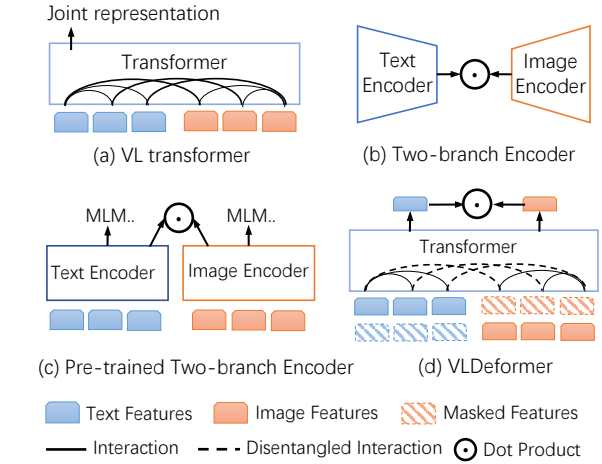 Joint representation
Transformer
(a) VL transformer
Text
Encoder
Image
Encoder
(b) Two-branch Encoder
MLM..
MLM..
Text Encoder
Image Encoder
(c) Pre-trained Two-branch Encoder
Transformer
(d) VLDeformer
Text Features
Image Features
Masked Features
Interaction
Disentangled Interaction
Dot Product